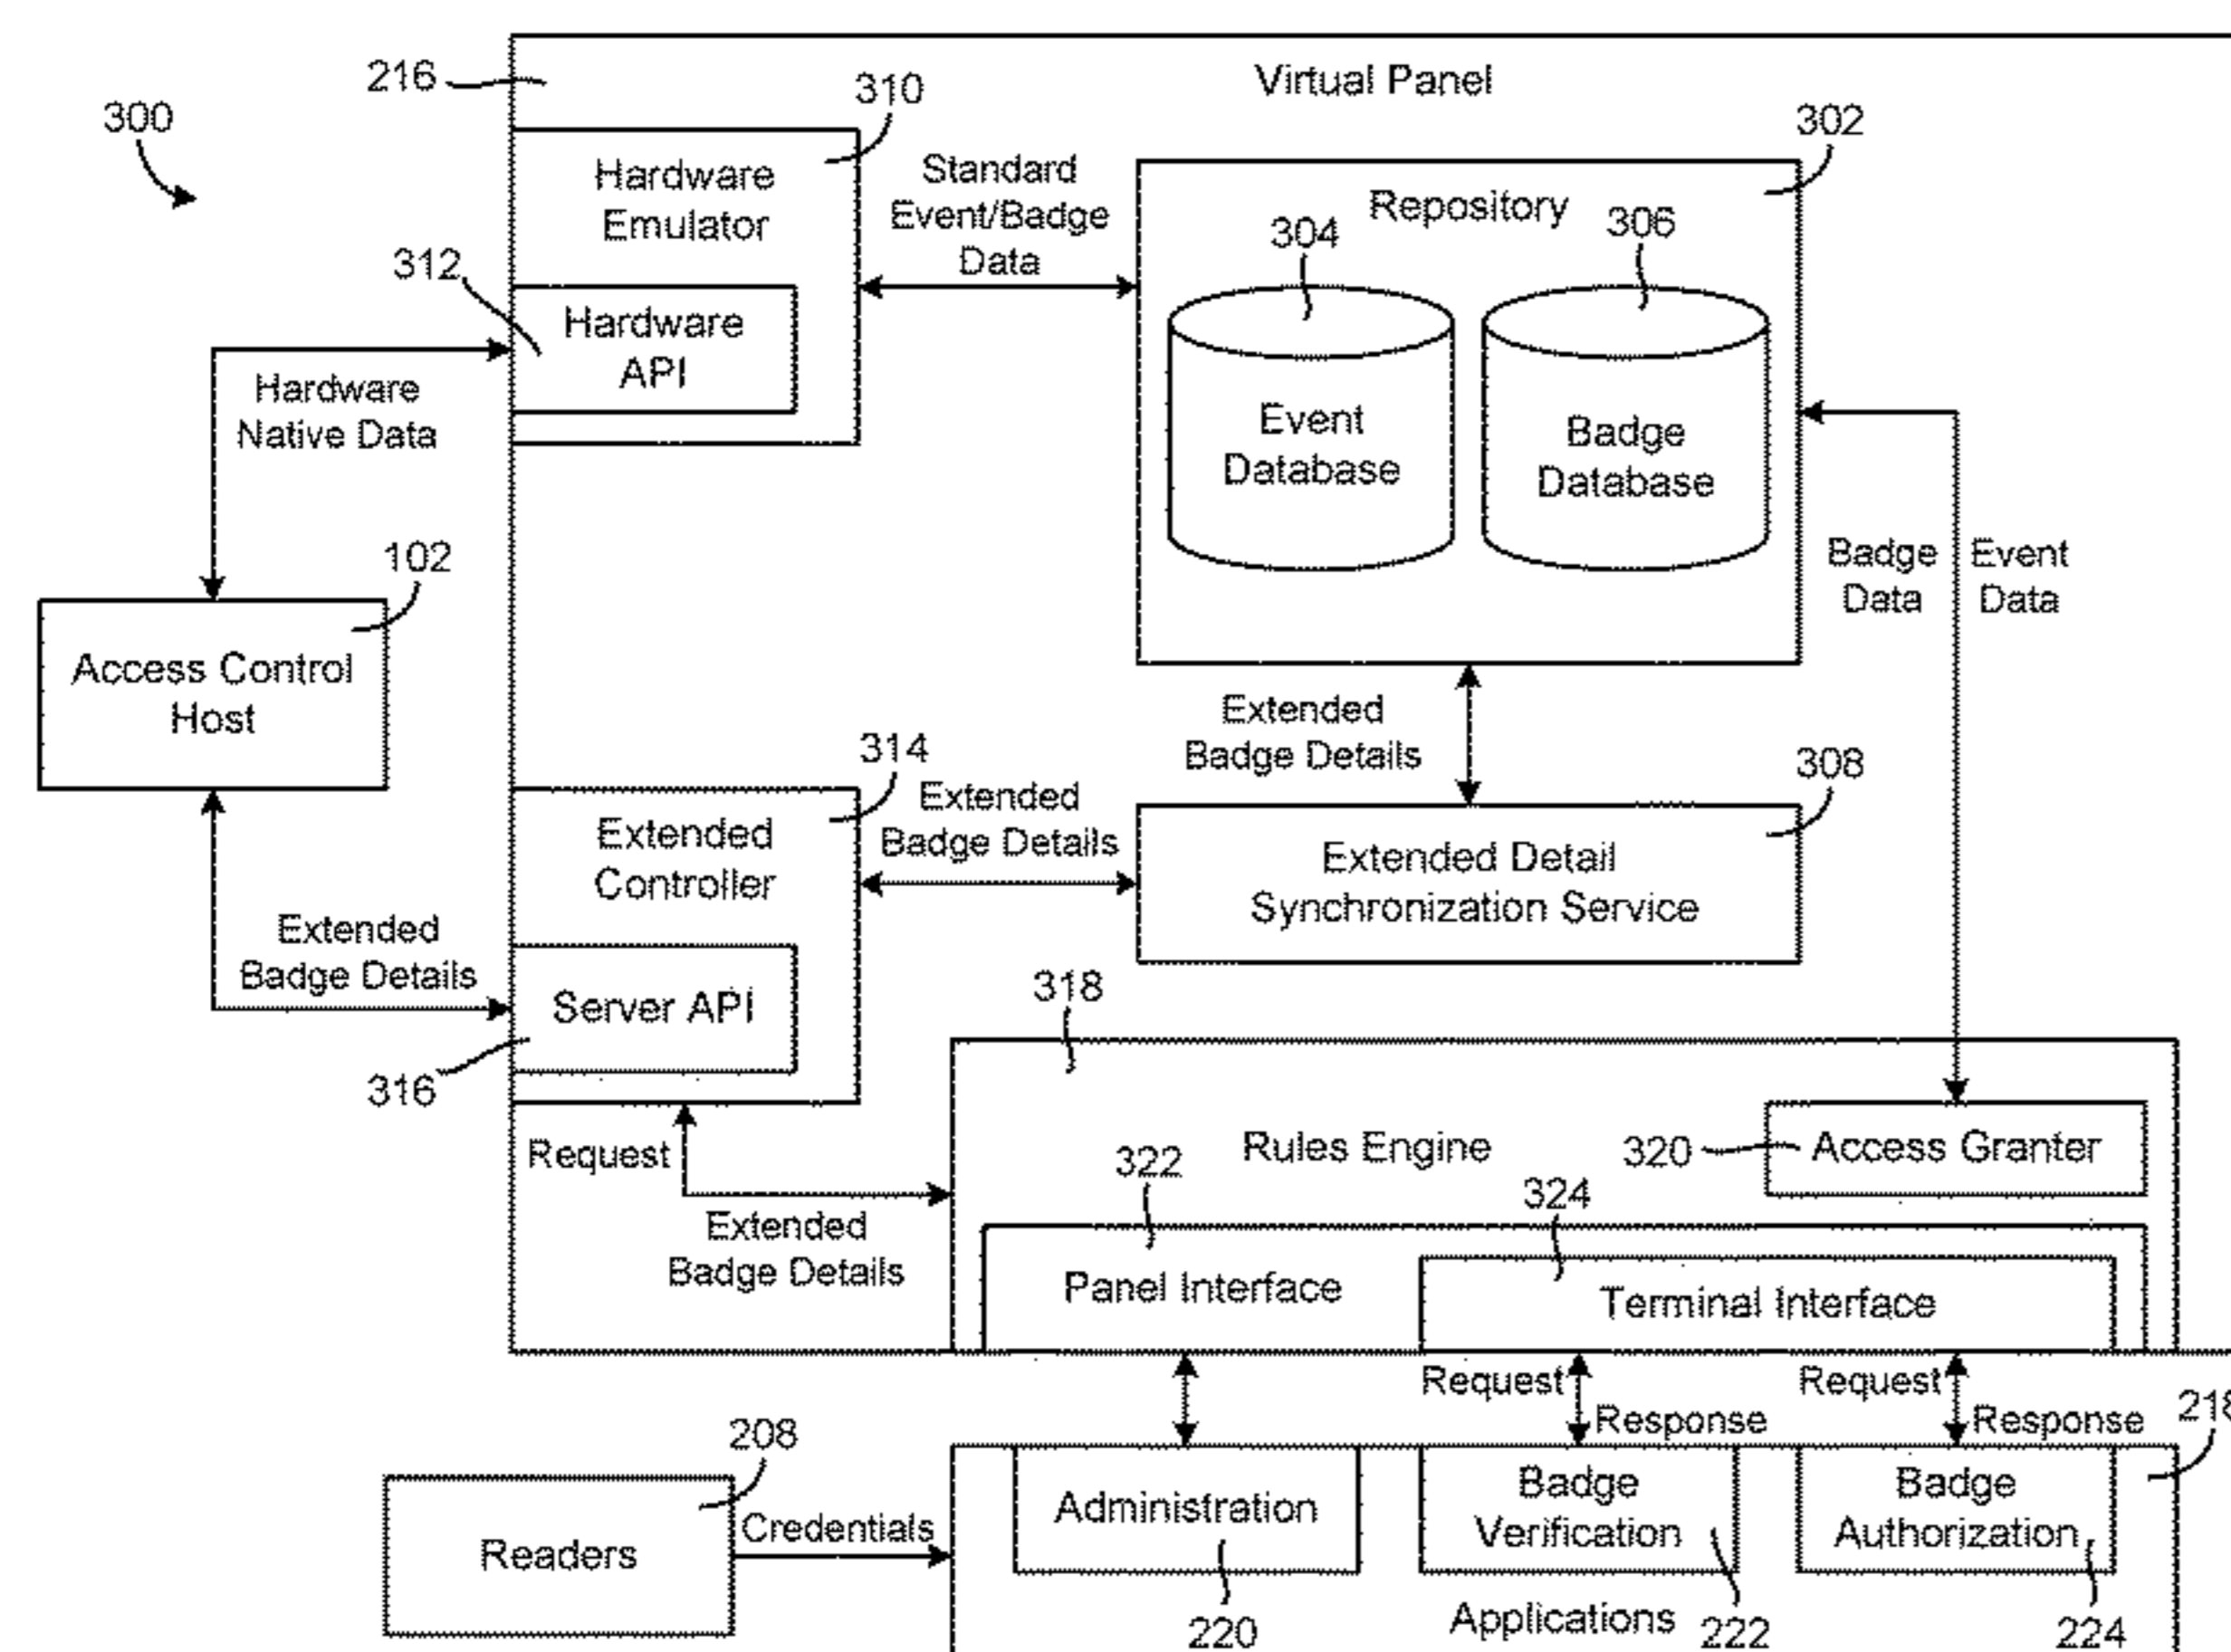 216
310
Virtual Panel
300
302
Hardware
Emulator
Standard
Event/Badge
Data
Repository
304
306
312
Hardware
API
Hardware
Native Data
Event
Database
Badge
Database
Badge
Data
Event
Data
102
Access Control
Host
Extended
Badge Details
314
308
Extended
Controller
Extended
Badge Details
Extended Detail
Synchronization Service
Extended
Badge Details
Server API
318
316
Request
322
Rules Engine
320
Access Granter
324
Extended
Badge Details
Panel Interface
Terminal Interface
Request
Response
Request
Response
218
208
Readers
Credentials
Administration
Badge
Verification
Badge
Authorization
220
Applications
222
224